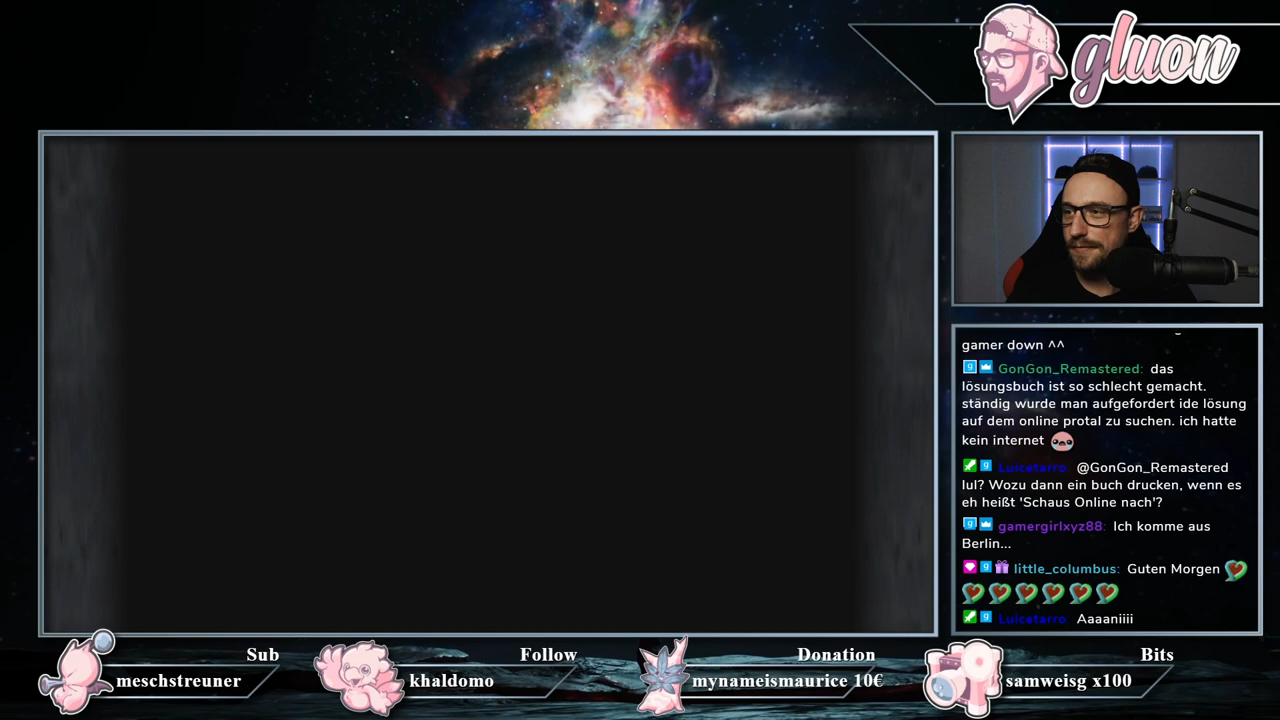 gluon
gamer down ^^
GonGon_Remastered: das
lösungsbuch ist so schlecht gemacht.
ständig wurde man aufgefordert ide lösung
auf dem online protal zu suchen. ich hatte
kein internet
Luicetarro: @GonGon_Remastered
lul? Wozu dann ein buch drucken, wenn es
eh heißt 'Schaus Online nach'?
gamergirlxyz88: Ich komme aus
Berlin...
little_columbus: Guten Morgen
Luicetarro: Aaaaniiii
Sub
meschstreuner
Follow
khaldomo
Donation
mynameismaurice 10€
Bits
samweisg x100